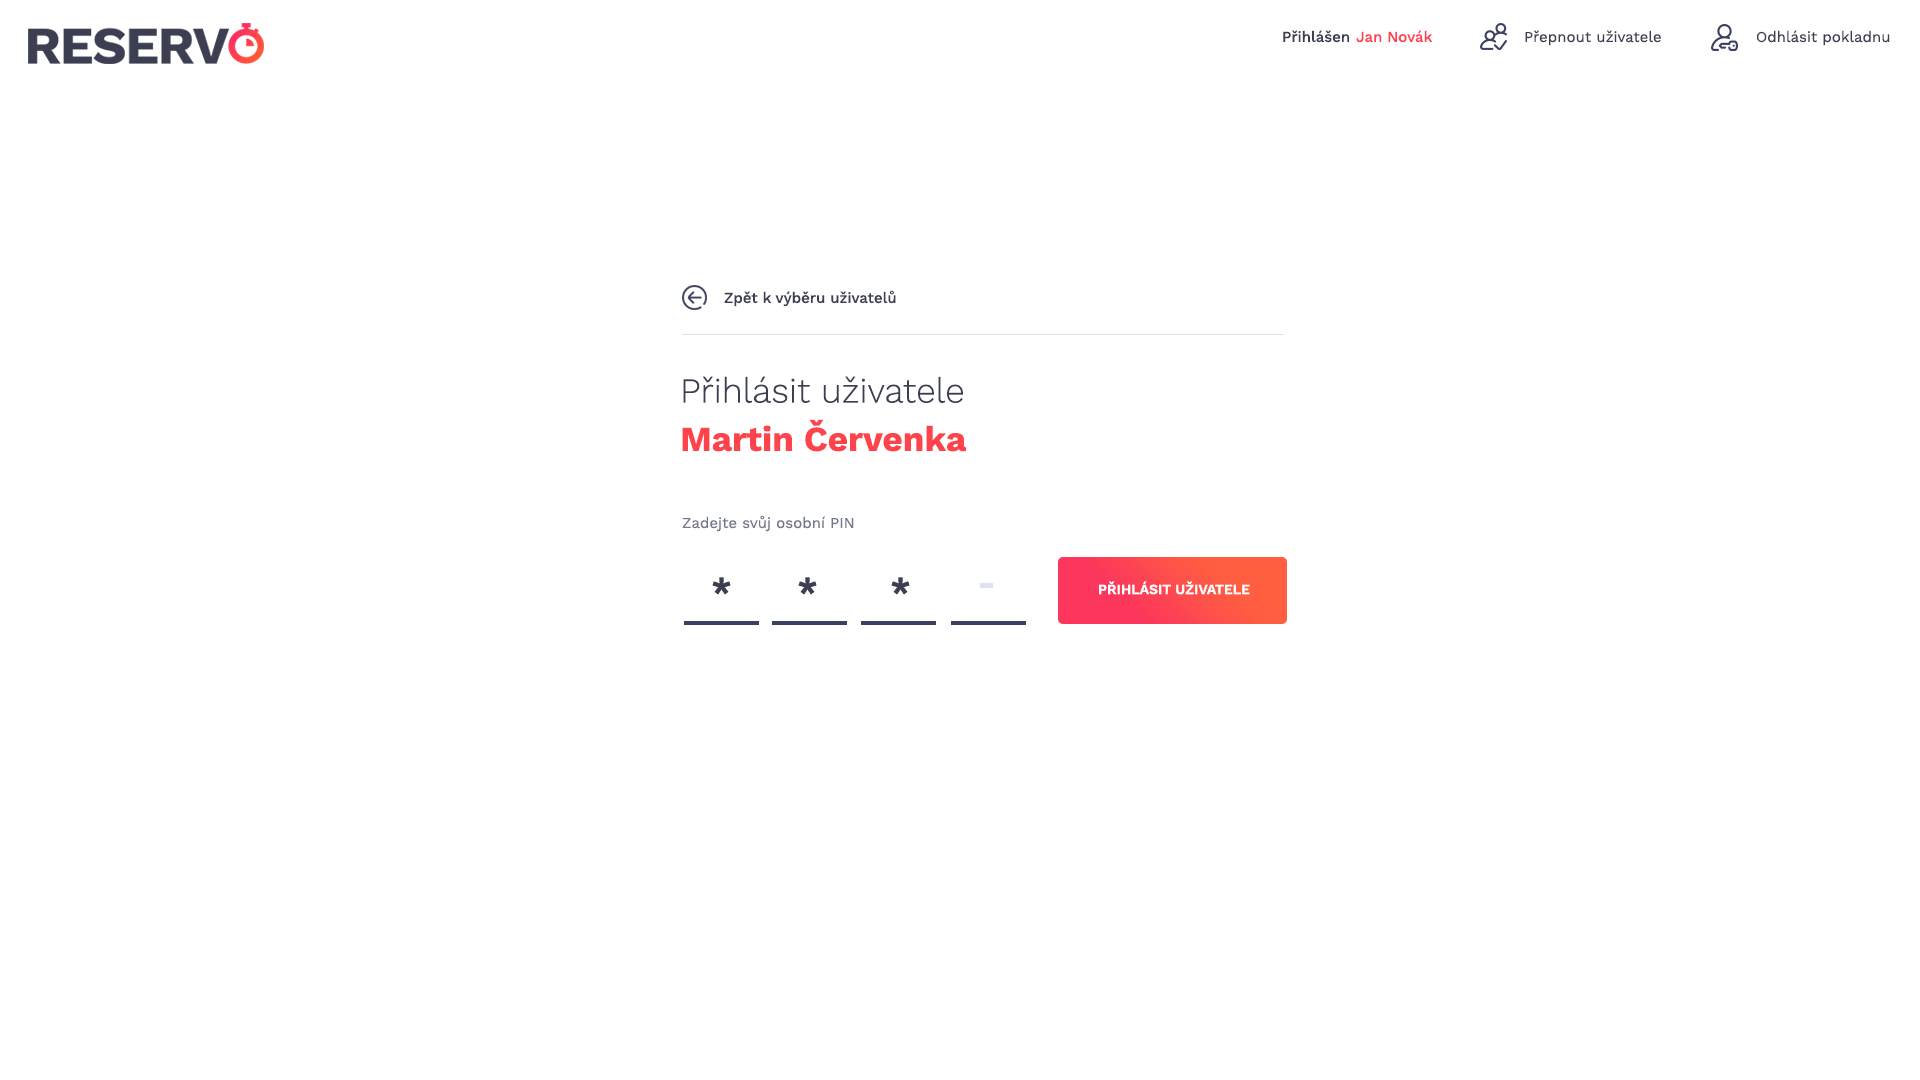 RESERVO
Přihlášen Jan Novák
Přepnout uživatele
Odhlásit pokladnu
Zpět k výběru uživatelů
Přihlásit uživatele
Martin Červenka
Zadejte svůj osobní PIN
* * * -
PŘIHLÁSIT UŽIVATELE